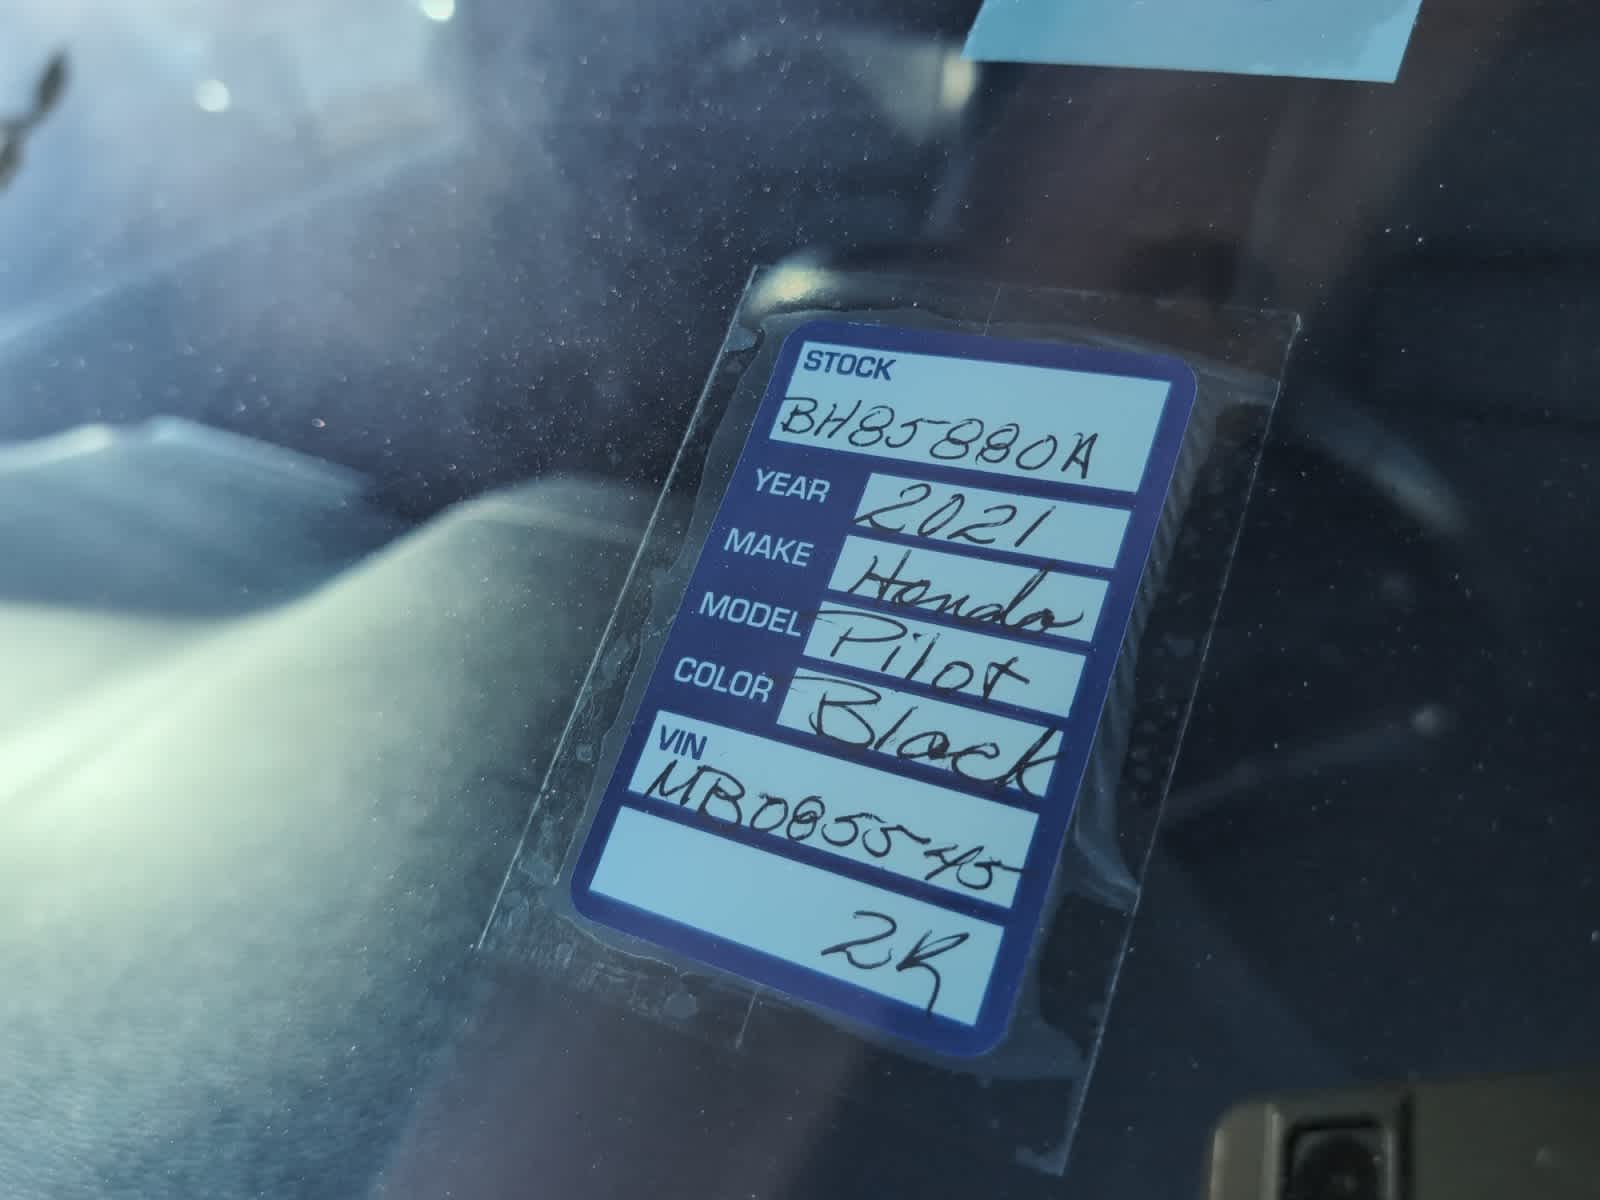 STOCK
BH85880A
YEAR 2021
MAKE Honda
MODEL Pilot
COLOR Black
VIN
MB085545
2K